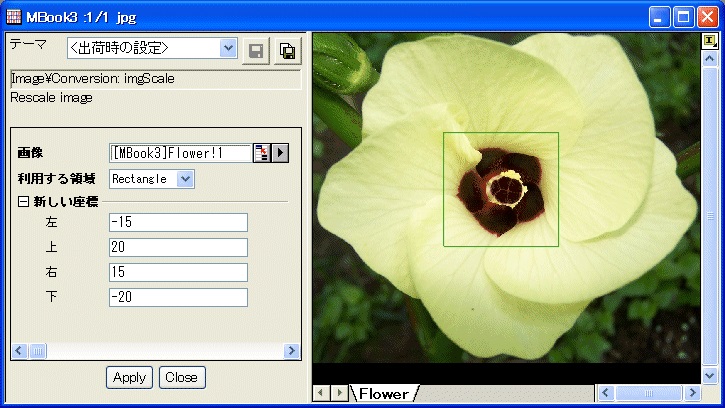 MBook3 :1/1 jpg
テーマ <出荷時の設定>
Image¥Conversion: imgScale
Rescale image
画像 [MBook3]Flower!1
利用する領域 Rectangle
新しい座標
左 -15
上 20
右 15
下 -20
Apply Close
Flower